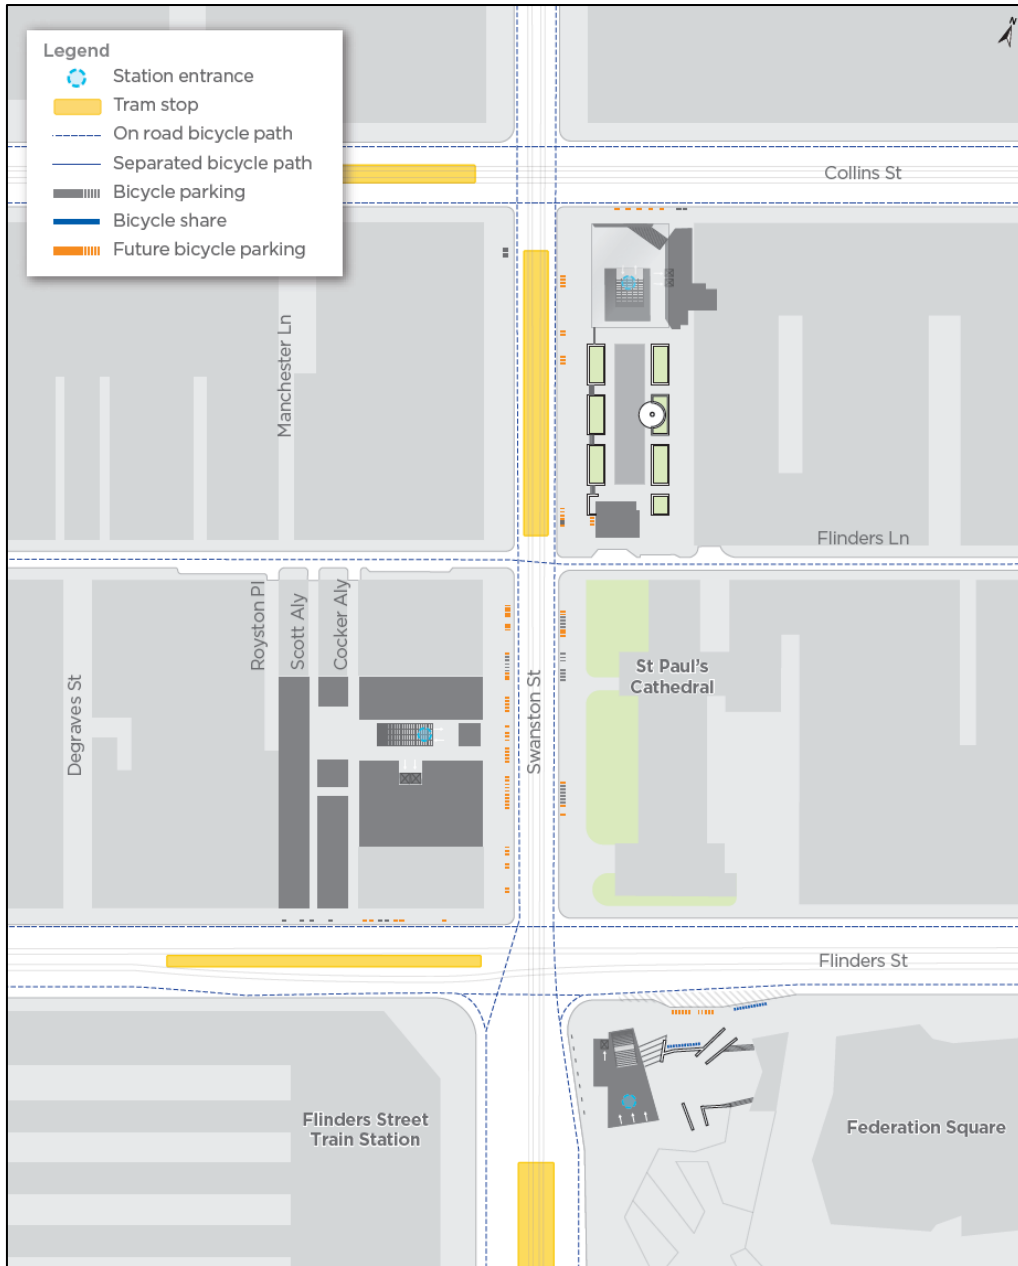 N
Legend
Station entrance
Tram stop
On road bicycle path
Separated bicycle path
Bicycle parking
Bicycle share
Future bicycle parking
Collins St
Manchester Ln
Flinders Ln
Royston Pl
Scott Aly
Cocker Aly
Degraves St
Swanston St
St Paul's
Cathedral
Flinders St
Flinders Street
Train Station
Federation Square